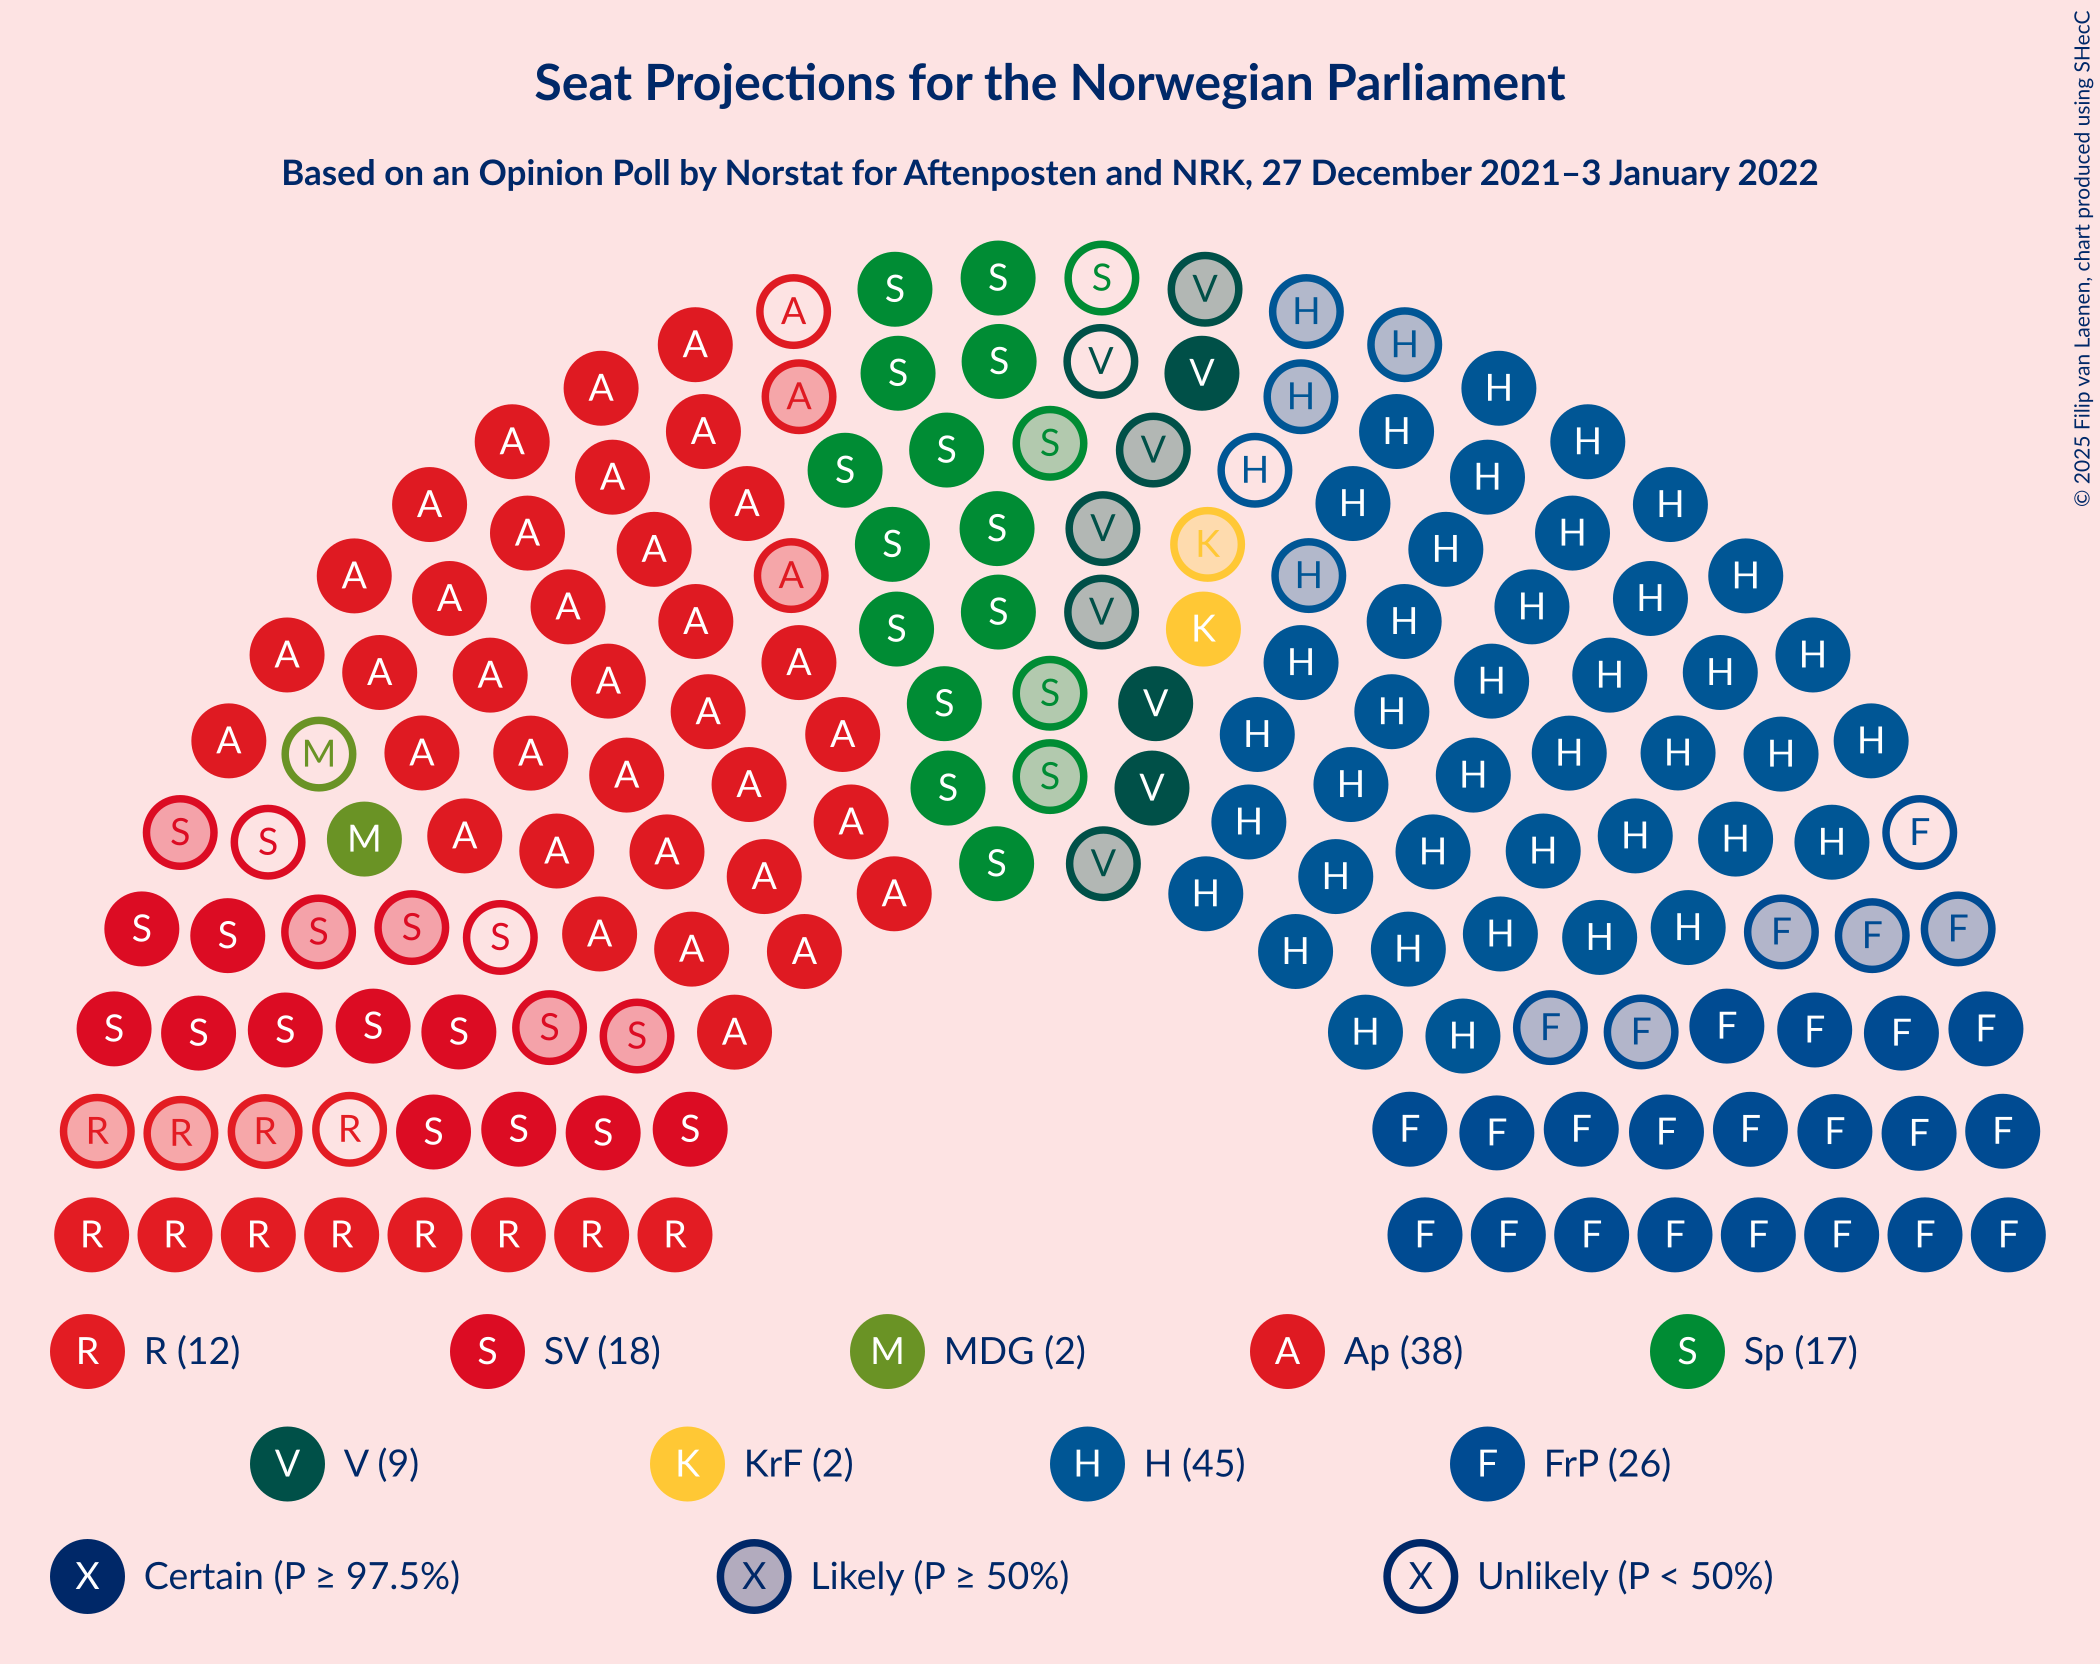 Seat Projections for the Norwegian Parliament
Based on an Opinion Poll by Norstat for Aftenposten and NRK, 27 December 2021–3 January 2022
© 2025 Filip van Laenen, chart produced using SHecC
S S S V H H
A A
A S S V V H H
A A H
A A S S S V H H H
A A A S S V K H H H H
A A A A H H H H
A A A S S V K H H H H
A A A A A S S V H H H H H
A M A A A A A S S V H H H H H H H
S S M A A A A A S V H H H H H H H F
S S S S S A A A A H H H H H H F F F
S S S S S S S A H H F F F F F F
R R R R S S S S F F F F F F F F
R R R R R R R R F F F F F F F F
R R (12) S SV (18) M MDG (2) A Ap (38) S Sp (17)
V V (9) K KrF (2) H H (45) F FrP (26)
X Certain (P ≥ 97.5%) X Likely (P ≥ 50%) X Unlikely (P < 50%)